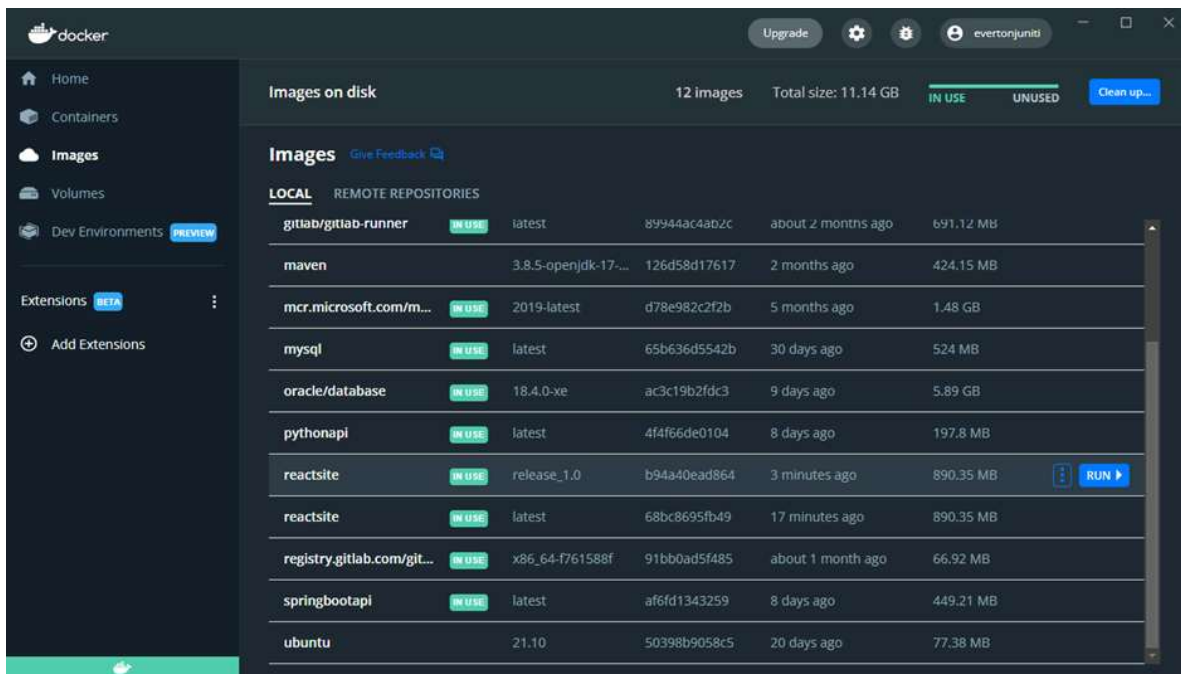 docker
Upgrade
evertonjuniti
Home
Containers
Images
Volumes
Dev Environments PREVIEW
Extensions BETA
Add Extensions
Images on disk 12 images Total size: 11.14 GB IN USE UNUSED Clean up...
Images Give Feedback
LOCAL REMOTE REPOSITORIES
gitlab/gitlab-runner IN USE latest 89944ac4ab2c about 2 months ago 691.12 MB
maven 3.8.5-openjdk-17-... 126d58d17617 2 months ago 424.15 MB
mcr.microsoft.com/m... IN USE 2019-latest d78e982c2f2b 5 months ago 1.48 GB
mysql IN USE latest 65b636d5542b 30 days ago 524 MB
oracle/database IN USE 18.4.0-xe ac3c19b2fdc3 9 days ago 5.89 GB
pythonapi IN USE latest 4f4f66de0104 8 days ago 197.8 MB
reactsite IN USE release_1.0 b94a40ead864 3 minutes ago 890.35 MB RUN
reactsite IN USE latest 68bc8695fb49 17 minutes ago 890.35 MB
registry.gitlab.com/git... IN USE x86_64-f761588f 91bb0ad5f485 about 1 month ago 66.92 MB
springbootapi IN USE latest af6fd1343259 8 days ago 449.21 MB
ubuntu 21.10 50398b9058c5 20 days ago 77.38 MB